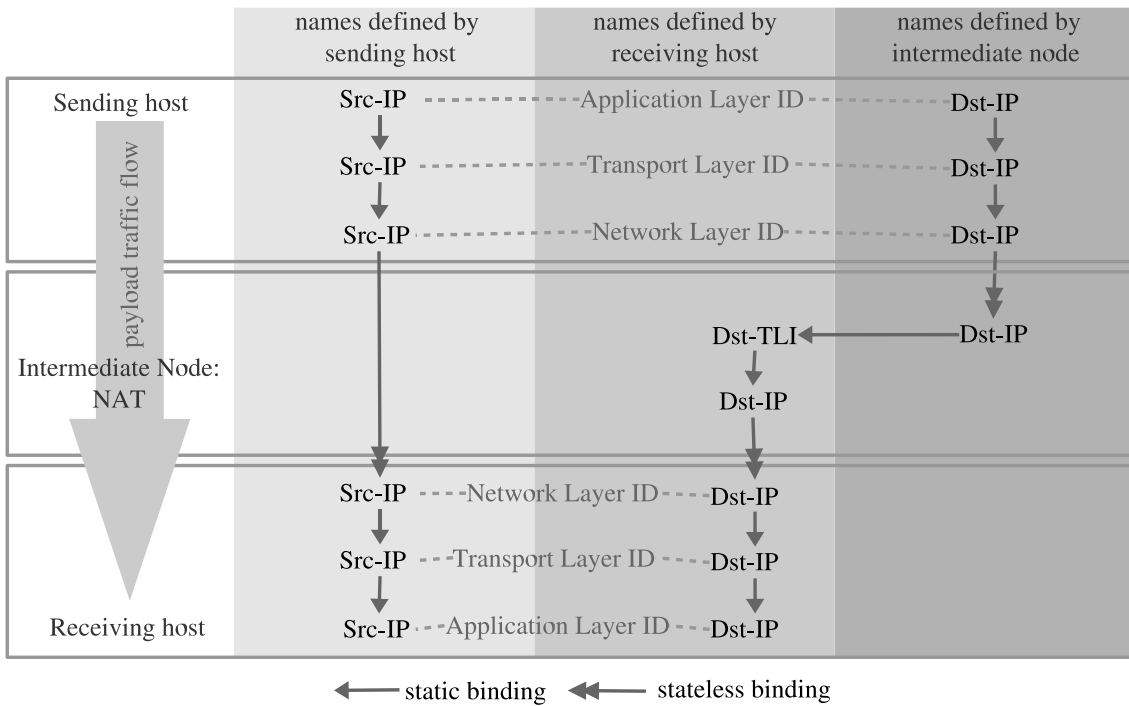 names defined by
sending host
names defined by
receiving host
names defined by
intermediate node
Sending host
payload traffic flow
Src-IP Application Layer ID Dst-IP
Src-IP Transport Layer ID Dst-IP
Src-IP Network Layer ID Dst-IP
Dst-TLI Dst-IP
Intermediate Node:
NAT
Dst-IP
Src-IP Network Layer ID Dst-IP
Src-IP Transport Layer ID Dst-IP
Receiving host Src-IP Application Layer ID Dst-IP
static binding stateless binding